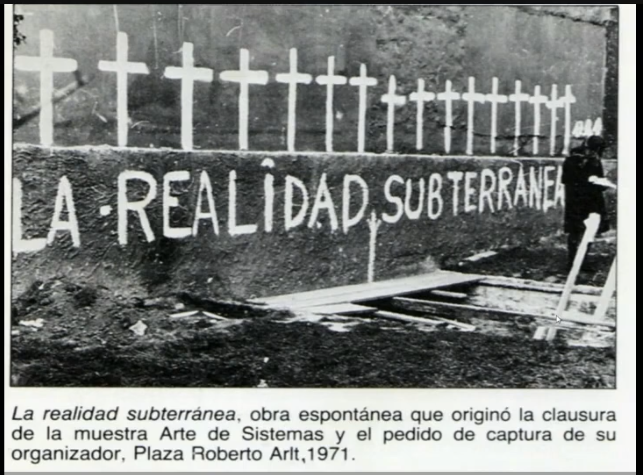 LA REALIDAD SUBTERRANEA
La realidad subterránea, obra espontánea que originó la clausura
de la muestra Arte de Sistemas y el pedido de captura de su
organizador, Plaza Roberto Arlt,1971.